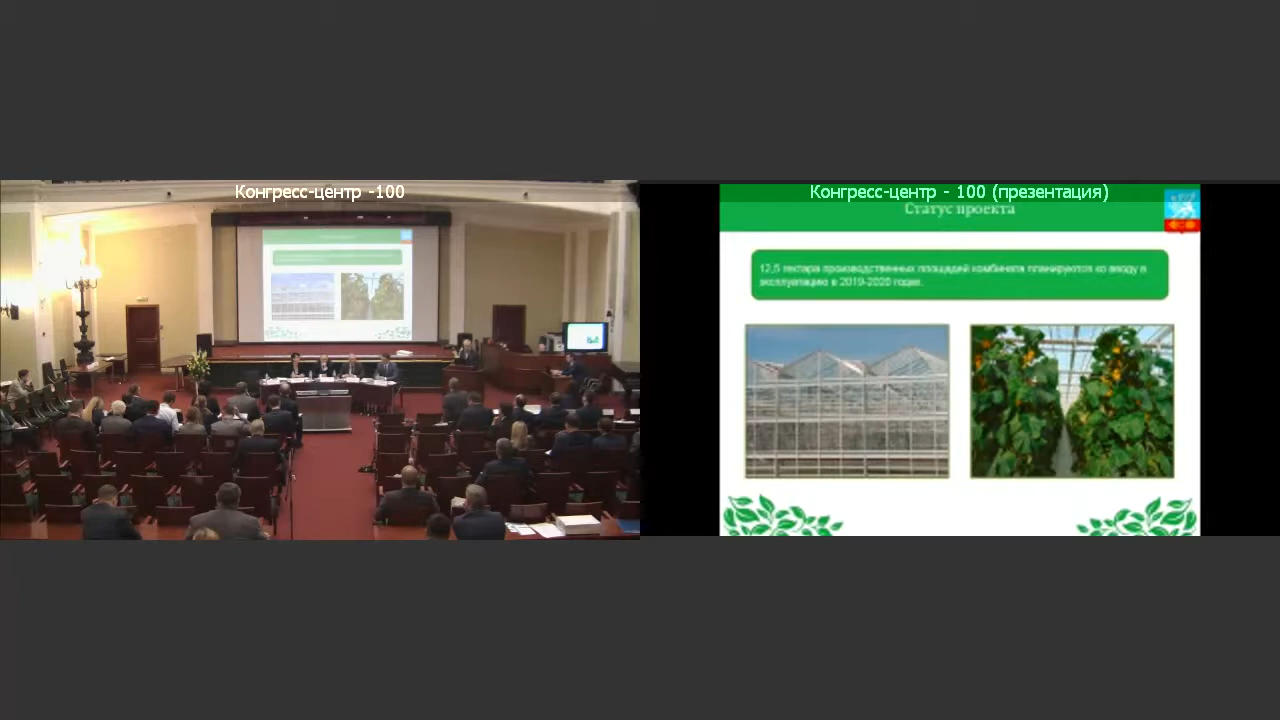 Конгресс-центр -100
Конгресс-центр - 100 (презентация)
Статус проекта
12,5 гектара производственных площадей комбината планируются ко вводу в
эксплуатацию в 2019-2020 годах.